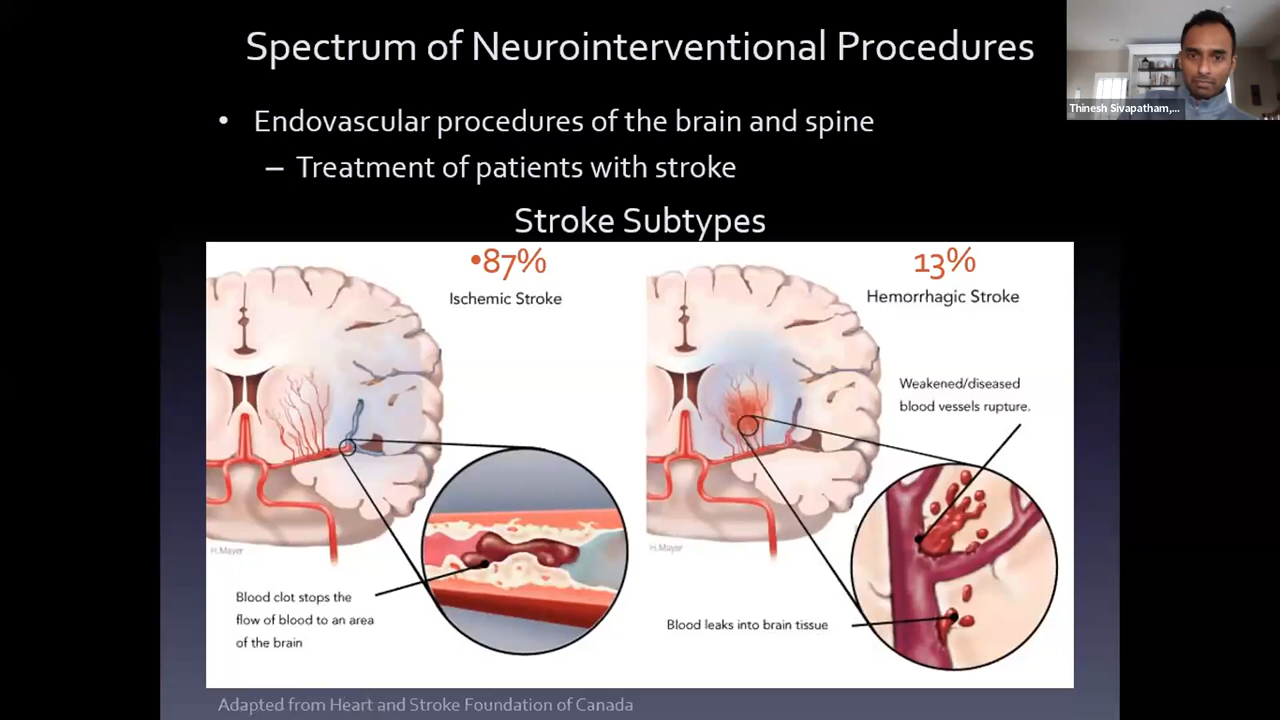 Spectrum of Neurointerventional Procedures
Thinesh Sivapatham,...
• Endovascular procedures of the brain and spine
– Treatment of patients with stroke
Stroke Subtypes
•87%
Ischemic Stroke
13%
Hemorrhagic Stroke
Weakened/diseased
blood vessels rupture.
H.Mayer
H.Mayer
Blood clot stops the
flow of blood to an area
of the brain
Blood leaks into brain tissue
Adapted from Heart and Stroke Foundation of Canada